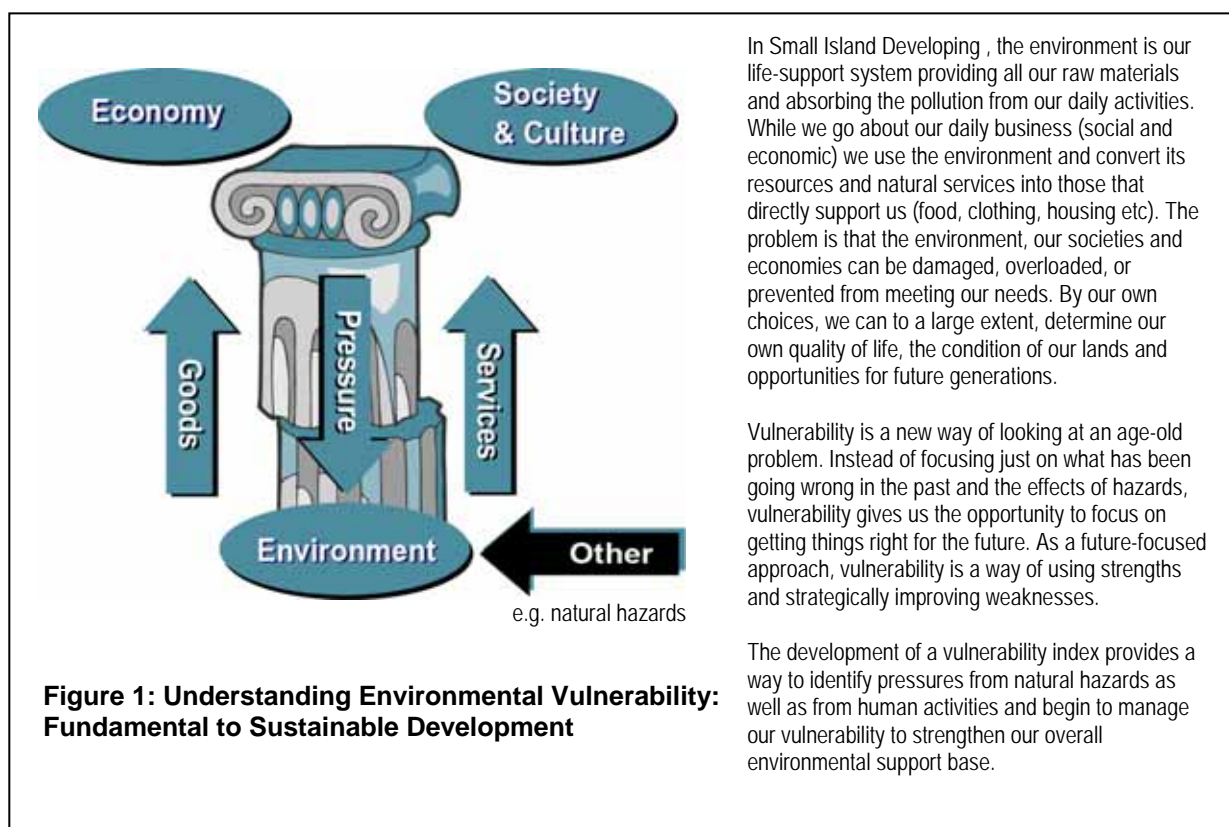 Economy
Society
& Culture
Goods
Pressure
Services
Environment
Other
e.g. natural hazards
Figure 1: Understanding Environmental Vulnerability:
Fundamental to Sustainable Development
In Small Island Developing , the environment is our
life-support system providing all our raw materials
and absorbing the pollution from our daily activities.
While we go about our daily business (social and
economic) we use the environment and convert its
resources and natural services into those that
directly support us (food, clothing, housing etc). The
problem is that the environment, our societies and
economies can be damaged, overloaded, or
prevented from meeting our needs. By our own
choices, we can to a large extent, determine our
own quality of life, the condition of our lands and
opportunities for future generations.
Vulnerability is a new way of looking at an age-old
problem. Instead of focusing just on what has been
going wrong in the past and the effects of hazards,
vulnerability gives us the opportunity to focus on
getting things right for the future. As a future-focused
approach, vulnerability is a way of using strengths
and strategically improving weaknesses.
The development of a vulnerability index provides a
way to identify pressures from natural hazards as
well as from human activities and begin to manage
our vulnerability to strengthen our overall
environmental support base.